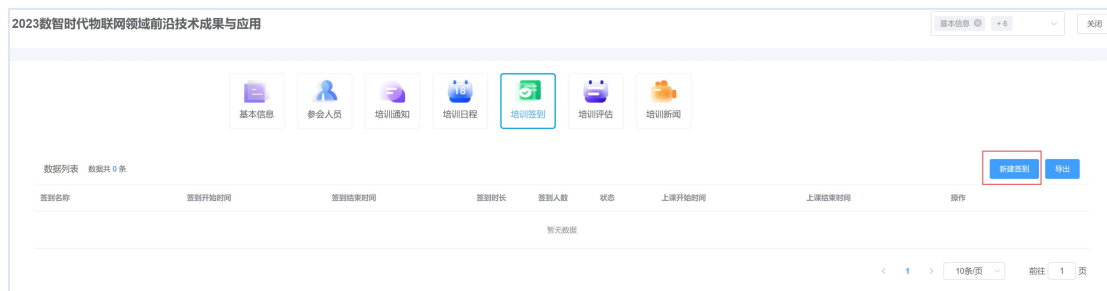 2023数智时代物联网领域前沿技术成果与应用
基本信息 +6 关闭
18
基本信息 参会人员 培训通知 培训日程 培训签到 培训评估 培训新闻
数据列表 数据共 0 条 新建签到 导出
签到名称 签到开始时间 签到结束时间 签到时长 签到人数 状态 上课开始时间 上课结束时间 操作
暂无数据
1 10条/页 前往 1 页